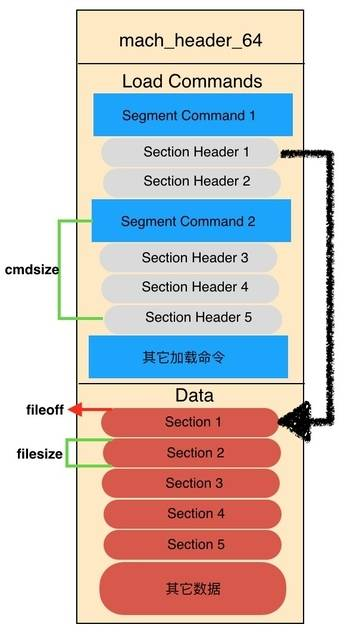 mach_header_64
Load Commands
Segment Command 1
Section Header 1
Section Header 2
Segment Command 2
cmdsize
Section Header 3
Section Header 4
Section Header 5
其它加载命令
Data
fileoff
Section 1
filesize
Section 2
Section 3
Section 4
Section 5
其它数据